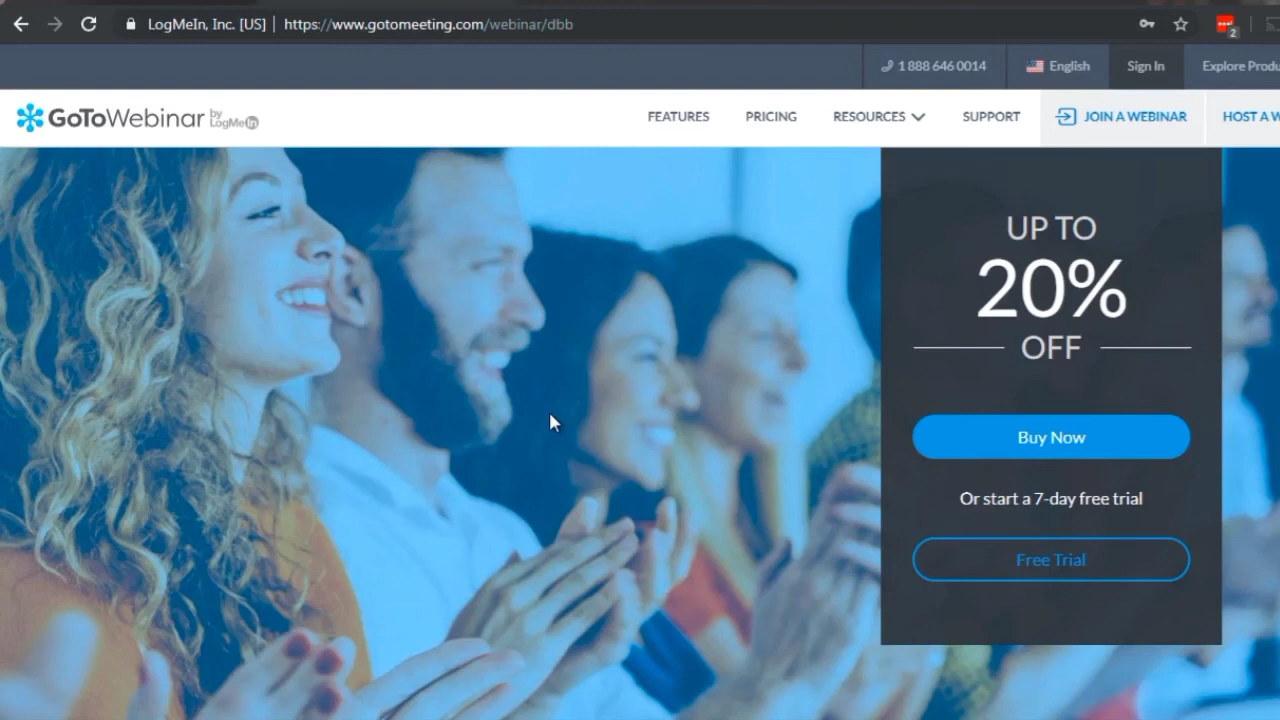 LogMeIn, Inc. [US] | https://www.gotomeeting.com/webinar/dbb
2
1 888 646 0014 English Sign In Explore Produ
GoToWebinar by LogMeIn
FEATURES PRICING RESOURCES SUPPORT JOIN A WEBINAR HOST A W
UP TO
20%
OFF
Buy Now
Or start a 7-day free trial
Free Trial